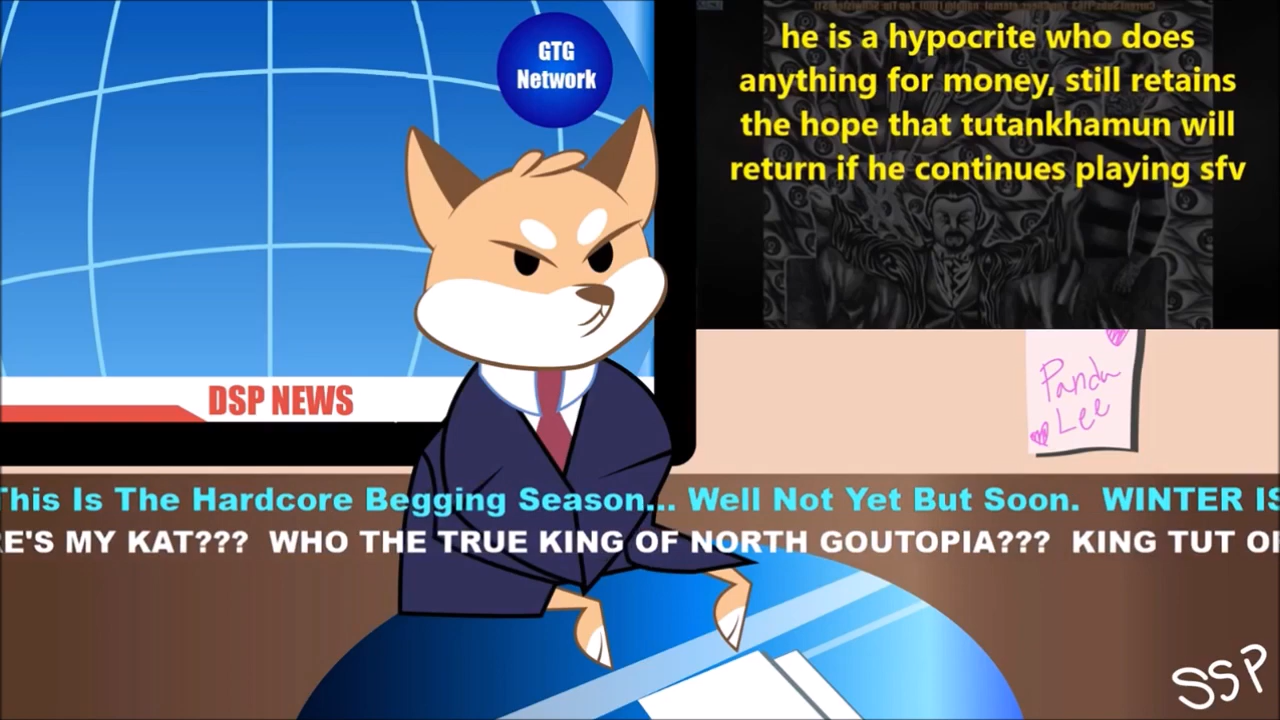 GTG
Network
he is a hypocrite who does
anything for money, still retains
the hope that tutankhamun will
return if he continues playing sfv
Panda
Lee
DSP NEWS
This Is The Hardcore Begging Season... Well Not Yet But Soon. WINTER IS
RE'S MY KAT??? WHO THE TRUE KING OF NORTH GOUTOPIA??? KING TUT OR
SSP